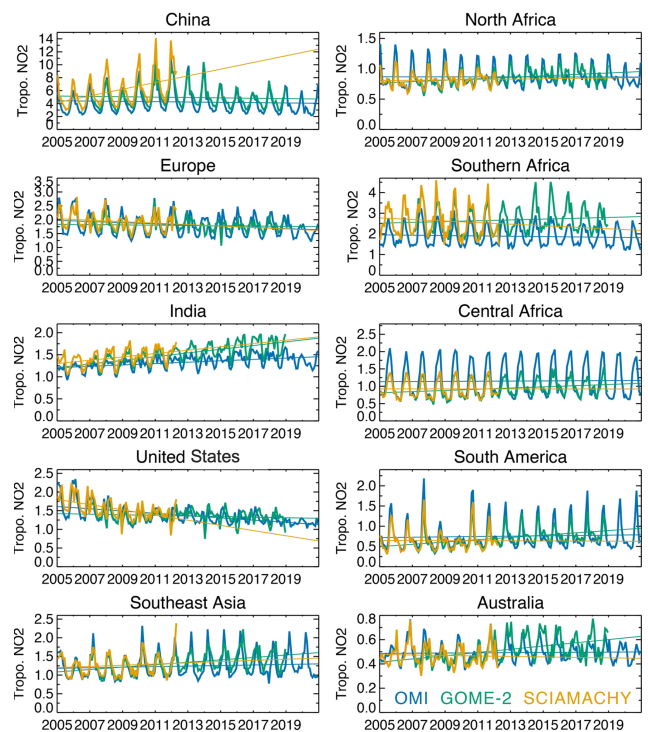 China
Tropo. NO2
14
12
10
8
6
4
2
0
2005 2007 2009 2011 2013 2015 2017 2019
North Africa
Tropo. NO2
1.5
1.0
0.5
0.0
2005 2007 2009 2011 2013 2015 2017 2019
Europe
Tropo. NO2
3.5
3.0
2.5
2.0
1.5
1.0
0.5
0.0
2005 2007 2009 2011 2013 2015 2017 2019
Southern Africa
Tropo. NO2
4
3
2
1
0
2005 2007 2009 2011 2013 2015 2017 2019
India
Tropo. NO2
2.0
1.5
1.0
0.5
0.0
2005 2007 2009 2011 2013 2015 2017 2019
Central Africa
Tropo. NO2
2.5
2.0
1.5
1.0
0.5
0.0
2005 2007 2009 2011 2013 2015 2017 2019
United States
Tropo. NO2
2.5
2.0
1.5
1.0
0.5
0.0
2005 2007 2009 2011 2013 2015 2017 2019
South America
Tropo. NO2
2.0
1.5
1.0
0.5
0.0
2005 2007 2009 2011 2013 2015 2017 2019
Southeast Asia
Tropo. NO2
2.5
2.0
1.5
1.0
0.5
0.0
2005 2007 2009 2011 2013 2015 2017 2019
Australia
Tropo. NO2
0.8
0.6
0.4
0.2
0.0
OMI GOME-2 SCIAMACHY
2005 2007 2009 2011 2013 2015 2017 2019